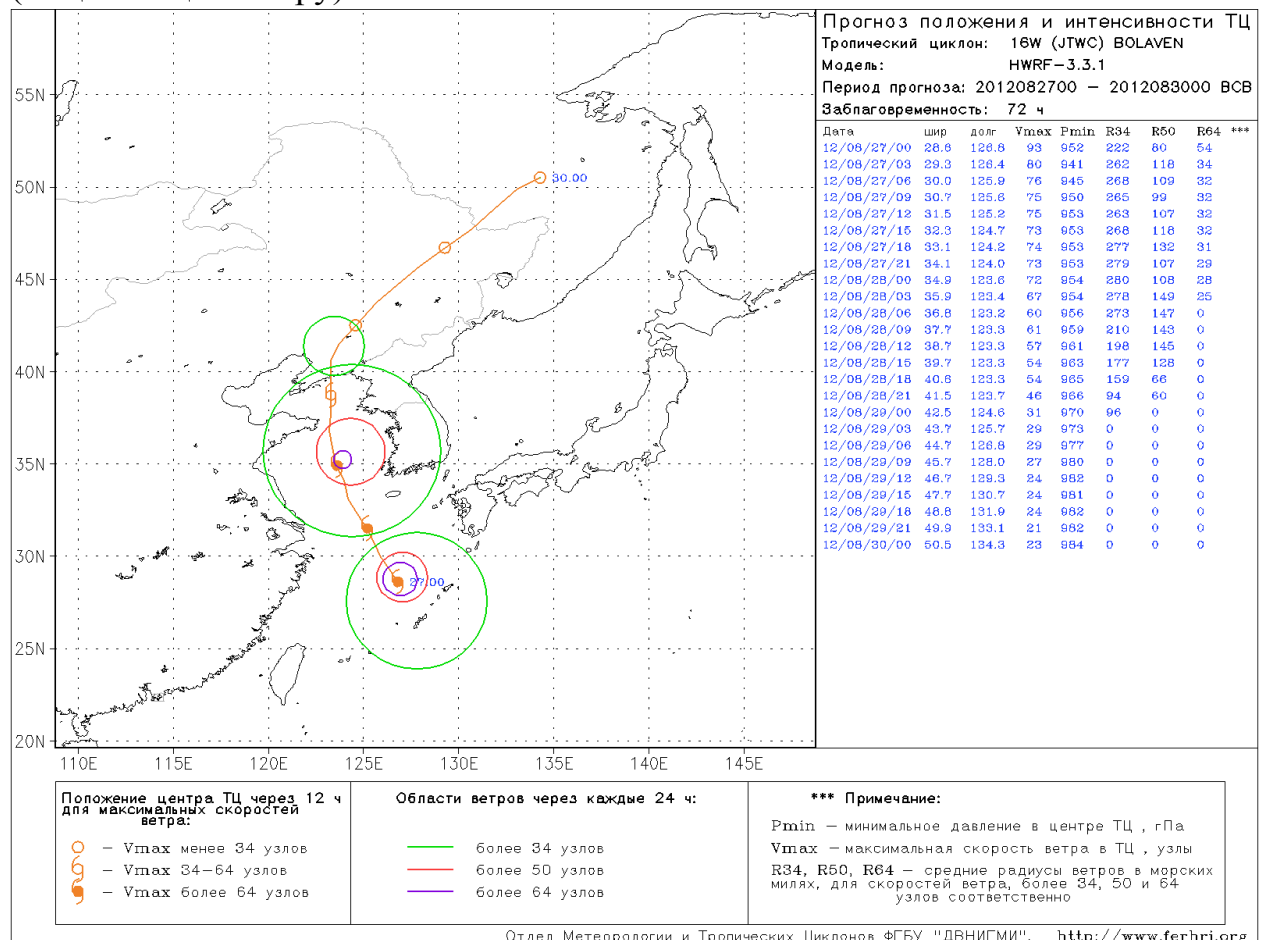 Прогноз положения и интенсивности ТЦ
Тропический циклон: 16W (JTWC) BOLAVEN
Модель: HWRF-3.3.1
Период прогноза: 2012082700 - 2012083000 ВСВ
Заблаговременность: 72 ч
Дата шир долг Vmax Pmin R34 R50 R64 ***
12/08/27/00 28.6 126.8 93 952 222 80 54
12/08/27/03 29.3 126.4 80 941 262 118 34
12/08/27/06 30.0 125.9 76 945 268 109 32
12/08/27/09 30.7 125.6 75 950 265 99 32
12/08/27/12 31.5 125.2 75 953 263 107 32
12/08/27/15 32.3 124.7 73 953 268 118 32
12/08/27/18 33.1 124.2 74 953 277 132 31
12/08/27/21 34.1 124.0 73 953 279 107 29
12/08/28/00 34.9 123.6 72 954 280 108 28
12/08/28/03 35.9 123.4 67 954 278 149 25
12/08/28/06 36.8 123.2 60 956 273 147 0
12/08/28/09 37.7 123.3 61 959 210 143 0
12/08/28/12 38.7 123.3 57 961 198 145 0
12/08/28/15 39.7 123.3 54 963 177 128 0
12/08/28/18 40.6 123.3 54 965 159 66 0
12/08/28/21 41.5 123.7 46 966 94 60 0
12/08/29/00 42.5 124.6 31 970 96 0 0
12/08/29/03 43.7 125.7 29 973 0 0 0
12/08/29/06 44.7 126.8 29 977 0 0 0
12/08/29/09 45.7 128.0 27 980 0 0 0
12/08/29/12 46.7 129.3 24 982 0 0 0
12/08/29/15 47.7 130.7 24 981 0 0 0
12/08/29/18 48.8 131.9 24 982 0 0 0
12/08/29/21 49.9 133.1 21 982 0 0 0
12/08/30/00 50.5 134.3 23 984 0 0 0
55N
50N
45N
40N
35N
30N
25N
20N
30.00
27.00
110E 115E 120E 125E 130E 135E 140E 145E
Положение центра ТЦ через 12 ч
для максимальных скоростей
ветра:
- Vmax менее 34 узлов
- Vmax 34-64 узлов
- Vmax более 64 узлов
Области ветров через каждые 24 ч:
более 34 узлов
более 50 узлов
более 64 узлов
*** Примечание:
Pmin - минимальное давление в центре ТЦ , гПа
Vmax - максимальная скорость ветра в ТЦ , узлы
R34, R50, R64 - средние радиусы ветров в морских
милях, для скоростей ветра, более 34, 50 и 64
узлов соответственно
Отдел Метеорологии и Тропических Циклонов ФГБУ "ДВНИГМИ". http://www.ferhri.org